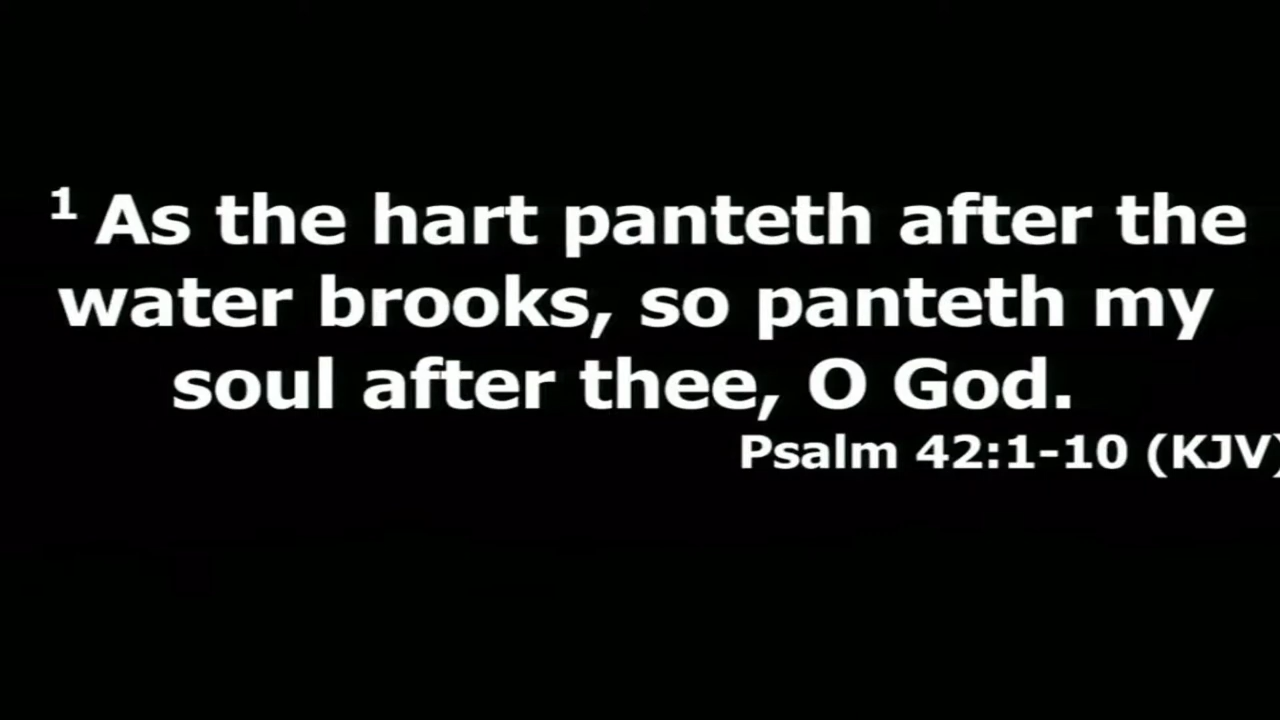 1 As the hart panteth after the
water brooks, so panteth my
soul after thee, O God.
Psalm 42:1-10 (KJV)